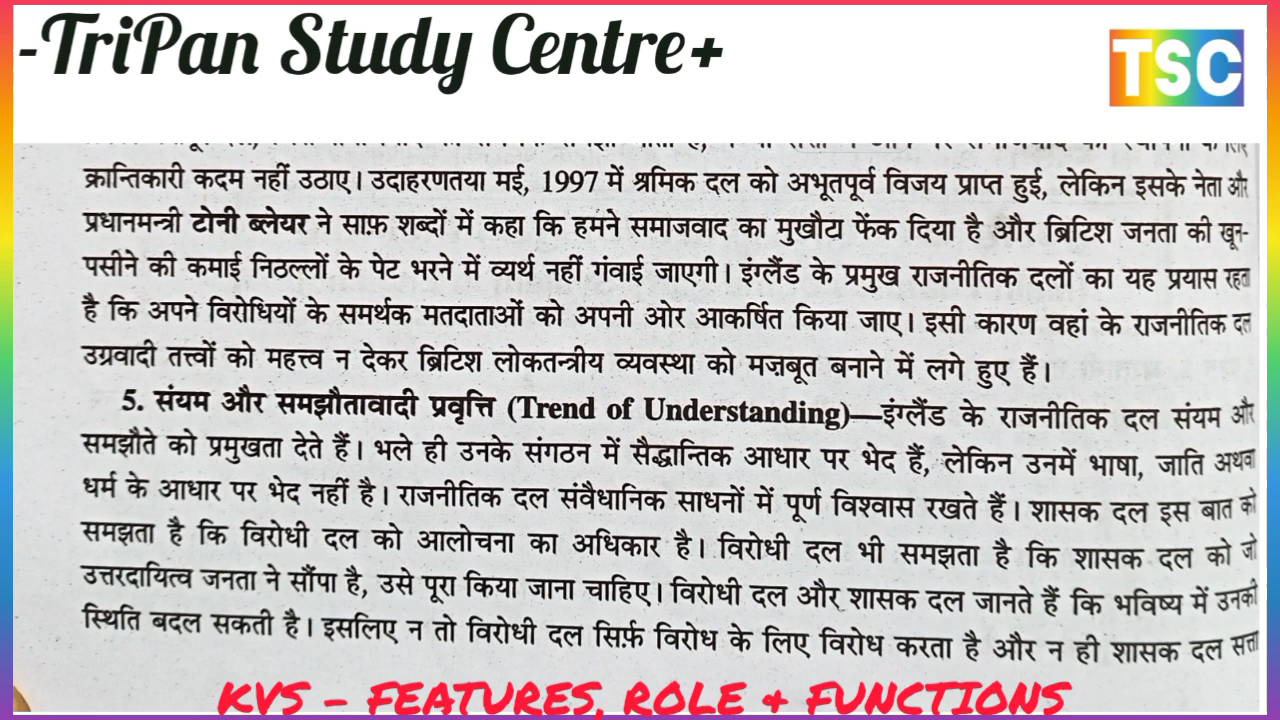 -TriPan Study Centre+
TSC
क्रान्तिकारी कदम नहीं उठाए। उदाहरणतया मई, 1997 में श्रमिक दल को अभूतपूर्व विजय प्राप्त हुई, लेकिन इसके नेता और
प्रधानमन्त्री टोनी ब्लेयर ने साफ़ शब्दों में कहा कि हमने समाजवाद का मुखौटा फेंक दिया है और ब्रिटिश जनता की खून-
पसीने की कमाई निठल्लों के पेट भरने में व्यर्थ नहीं गंवाई जाएगी। इंग्लैंड के प्रमुख राजनीतिक दलों का यह प्रयास रहता
है कि अपने विरोधियों के समर्थक मतदाताओं को अपनी ओर आकर्षित किया जाए। इसी कारण वहां के राजनीतिक दल
उग्रवादी तत्त्वों को महत्त्व न देकर ब्रिटिश लोकतन्त्रीय व्यवस्था को मजबूत बनाने में लगे हुए हैं।
5. संयम और समझौतावादी प्रवृत्ति (Trend of Understanding)—इंग्लैंड के राजनीतिक दल संयम और
समझौते को प्रमुखता देते हैं। भले ही उनके संगठन में सैद्धान्तिक आधार पर भेद हैं, लेकिन उनमें भाषा, जाति अथवा
धर्म के आधार पर भेद नहीं है। राजनीतिक दल संवैधानिक साधनों में पूर्ण विश्वास रखते हैं। शासक दल इस बात को
समझता है कि विरोधी दल को आलोचना का अधिकार है। विरोधी दल भी समझता है कि शासक दल को जो
उत्तरदायित्व जनता ने सौंपा है, उसे पूरा किया जाना चाहिए। विरोधी दल और शासक दल जानते हैं कि भविष्य में उनकी
स्थिति बदल सकती है। इसलिए न तो विरोधी दल सिर्फ़ विरोध के लिए विरोध करता है और न ही शासक दल सत्ता
KVS - FEATURES, ROLE & FUNCTIONS